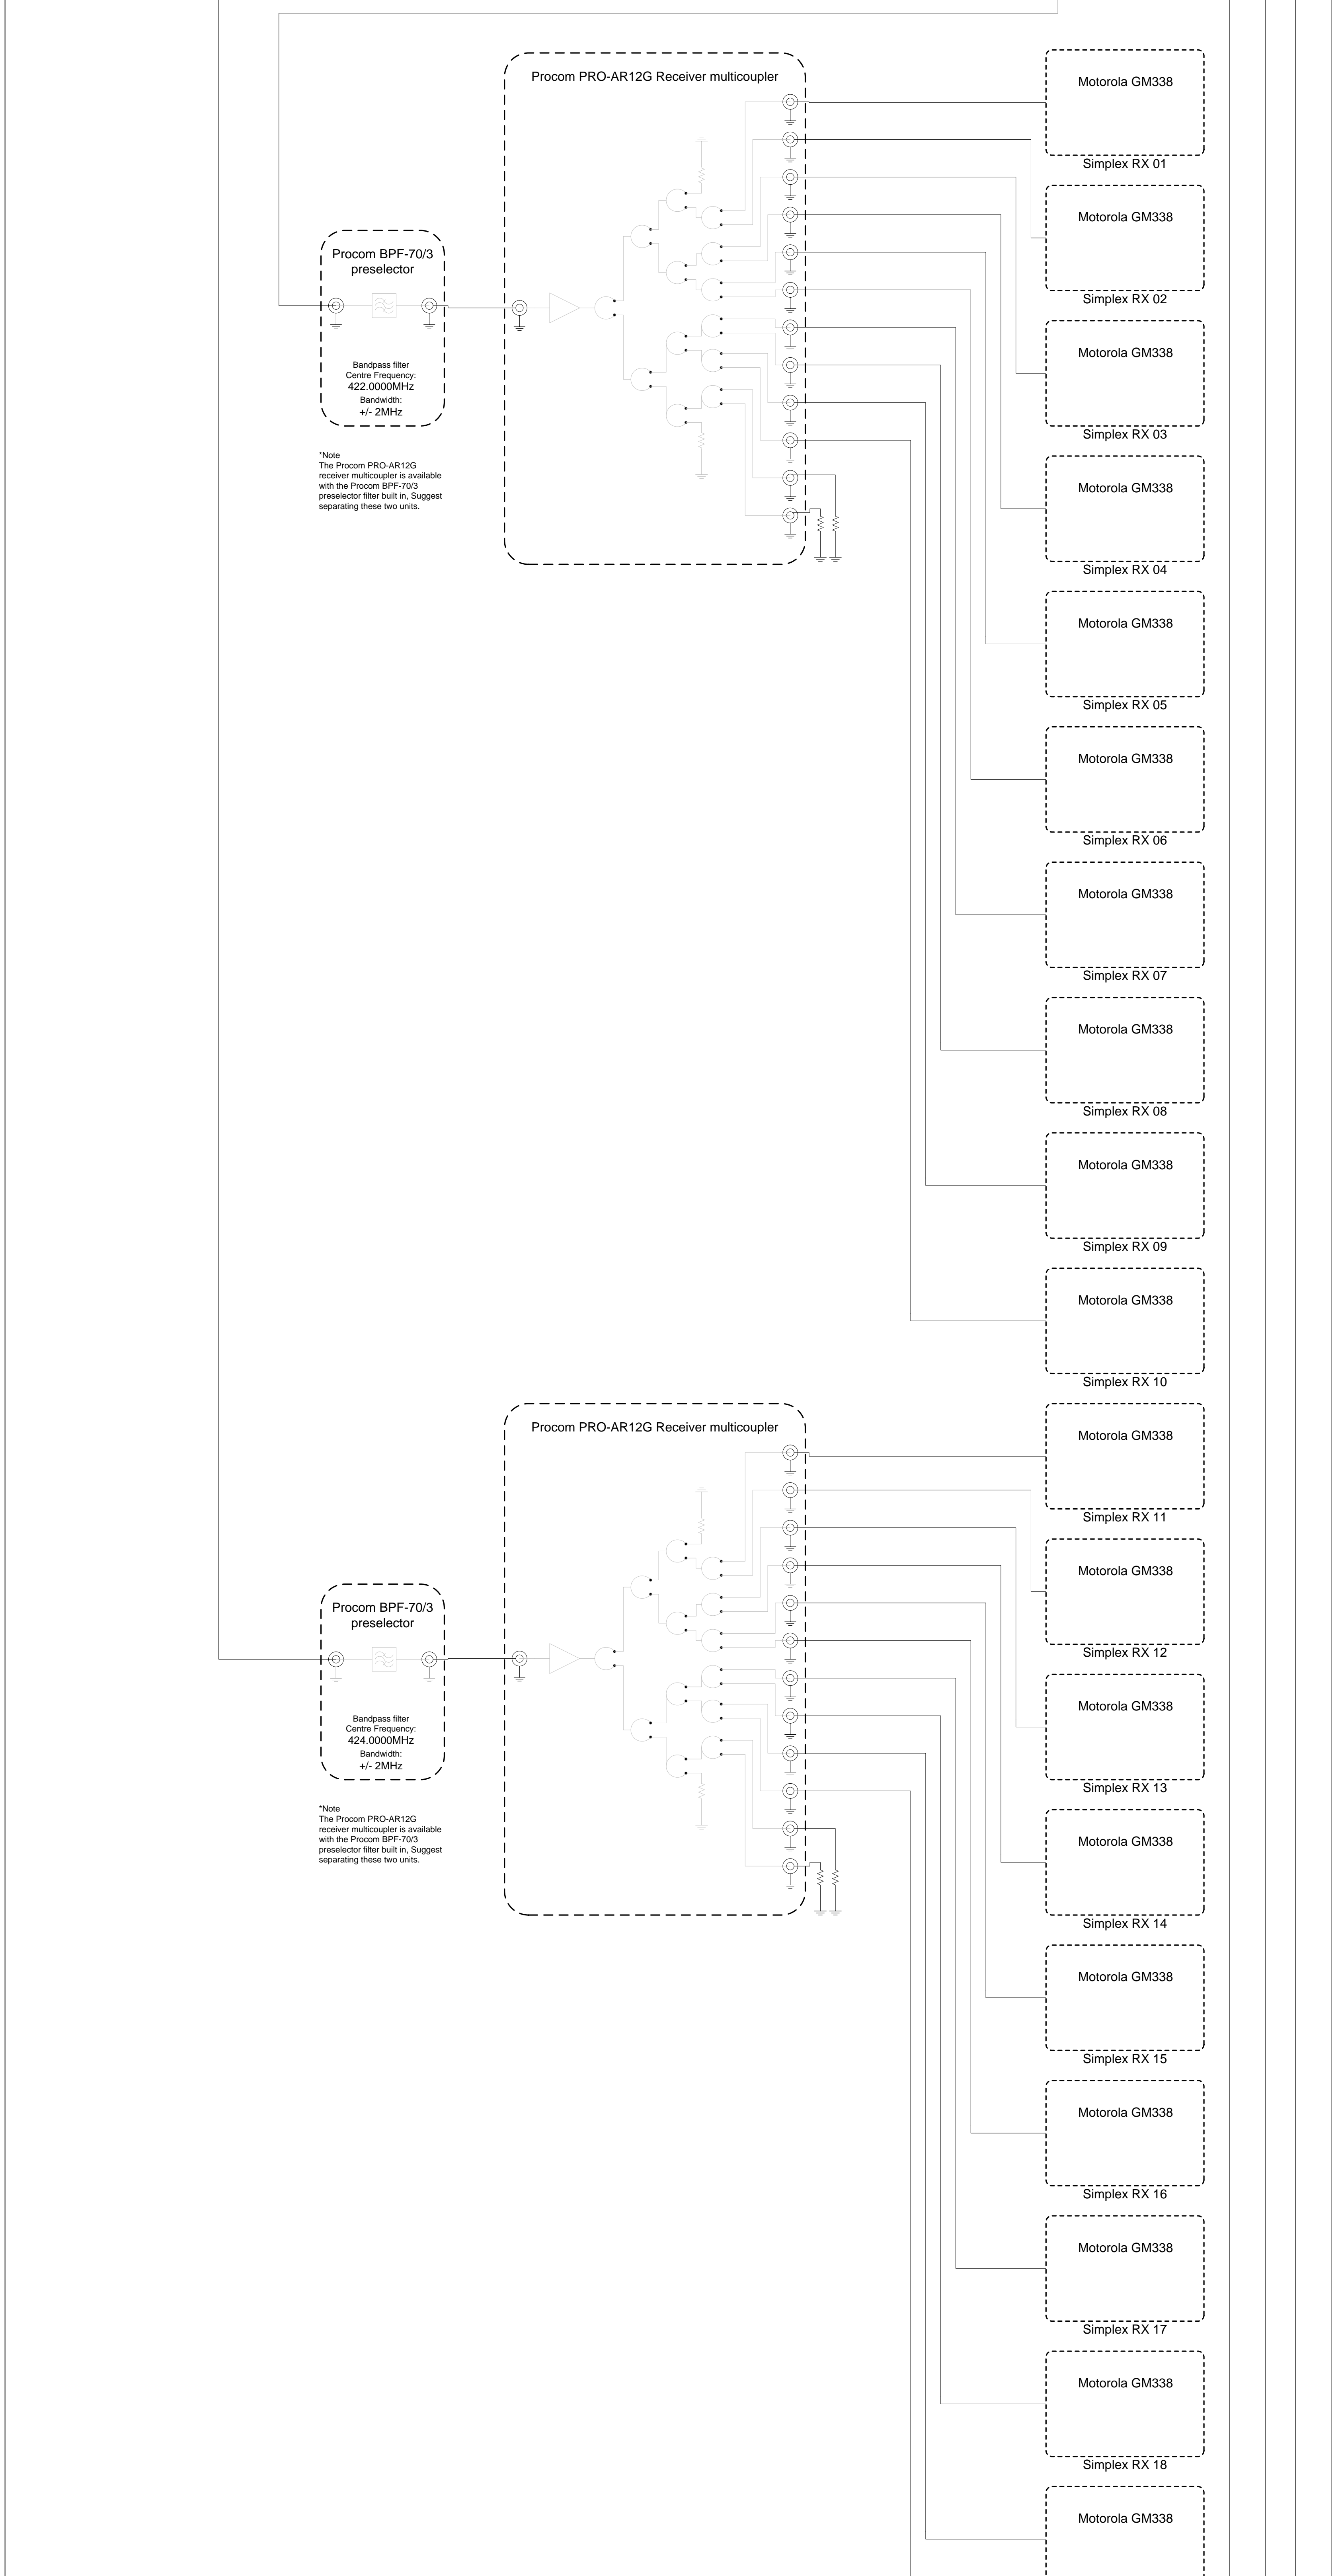 Procom PRO-AR12G Receiver multicoupler
Procom BPF-70/3
preselector
Bandpass filter
Centre Frequency:
422.0000MHz
Bandwidth:
+/- 2MHz
*Note
The Procom PRO-AR12G
receiver multicoupler is available
with the Procom BPF-70/3
preselector filter built in, Suggest
separating these two units.
Motorola GM338
Simplex RX 01
Motorola GM338
Simplex RX 02
Motorola GM338
Simplex RX 03
Motorola GM338
Simplex RX 04
Motorola GM338
Simplex RX 05
Motorola GM338
Simplex RX 06
Motorola GM338
Simplex RX 07
Motorola GM338
Simplex RX 08
Motorola GM338
Simplex RX 09
Motorola GM338
Simplex RX 10
Procom PRO-AR12G Receiver multicoupler
Procom BPF-70/3
preselector
Bandpass filter
Centre Frequency:
424.0000MHz
Bandwidth:
+/- 2MHz
*Note
The Procom PRO-AR12G
receiver multicoupler is available
with the Procom BPF-70/3
preselector filter built in, Suggest
separating these two units.
Motorola GM338
Simplex RX 11
Motorola GM338
Simplex RX 12
Motorola GM338
Simplex RX 13
Motorola GM338
Simplex RX 14
Motorola GM338
Simplex RX 15
Motorola GM338
Simplex RX 16
Motorola GM338
Simplex RX 17
Motorola GM338
Simplex RX 18
Motorola GM338